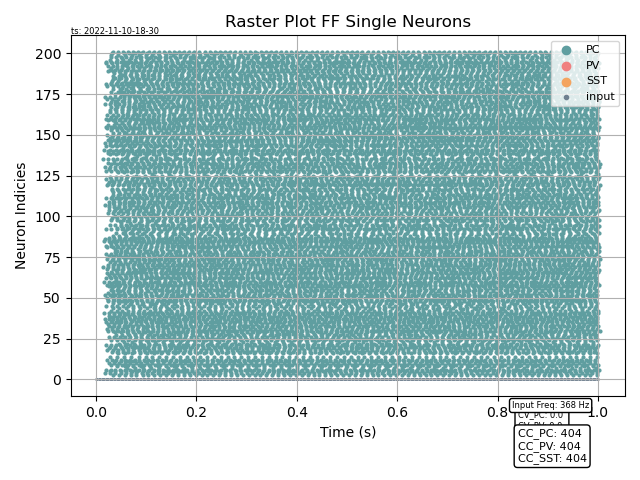 Raster Plot FF Single Neurons
ts: 2022-11-10-18-30
PC
PV
SST
input
Neuron Indicies
200
175
150
125
100
75
50
25
0
0.0 0.2 0.4 0.6 0.8 1.0
Time (s)
Input Freq: 368 Hz
CV_PC: 0.0
CC_PC: 404
CC_PV: 404
CC_SST: 404